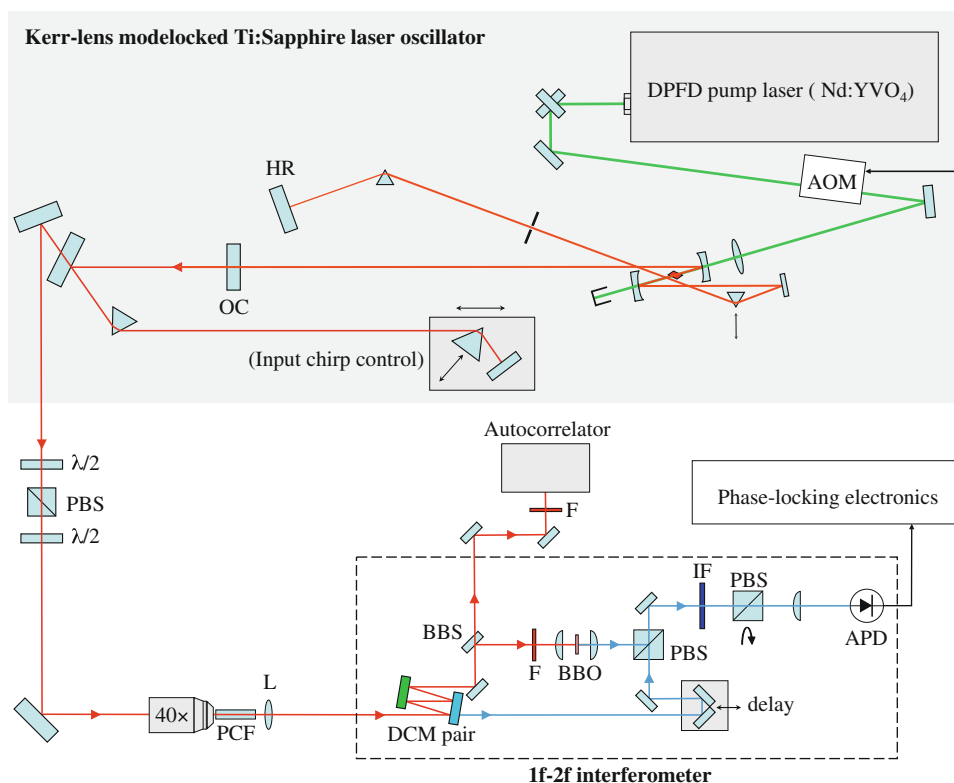 Kerr-lens modelocked Ti:Sapphire laser oscillator
DPFD pump laser ( Nd:YVO₄)
HR
AOM
OC
(Input chirp control)
Autocorrelator
λ/2
PBS
F
Phase-locking electronics
λ/2
IF
PBS
BBS
F
BBO
PBS
APD
L
40×
PCF
DCM pair
delay
1f-2f interferometer